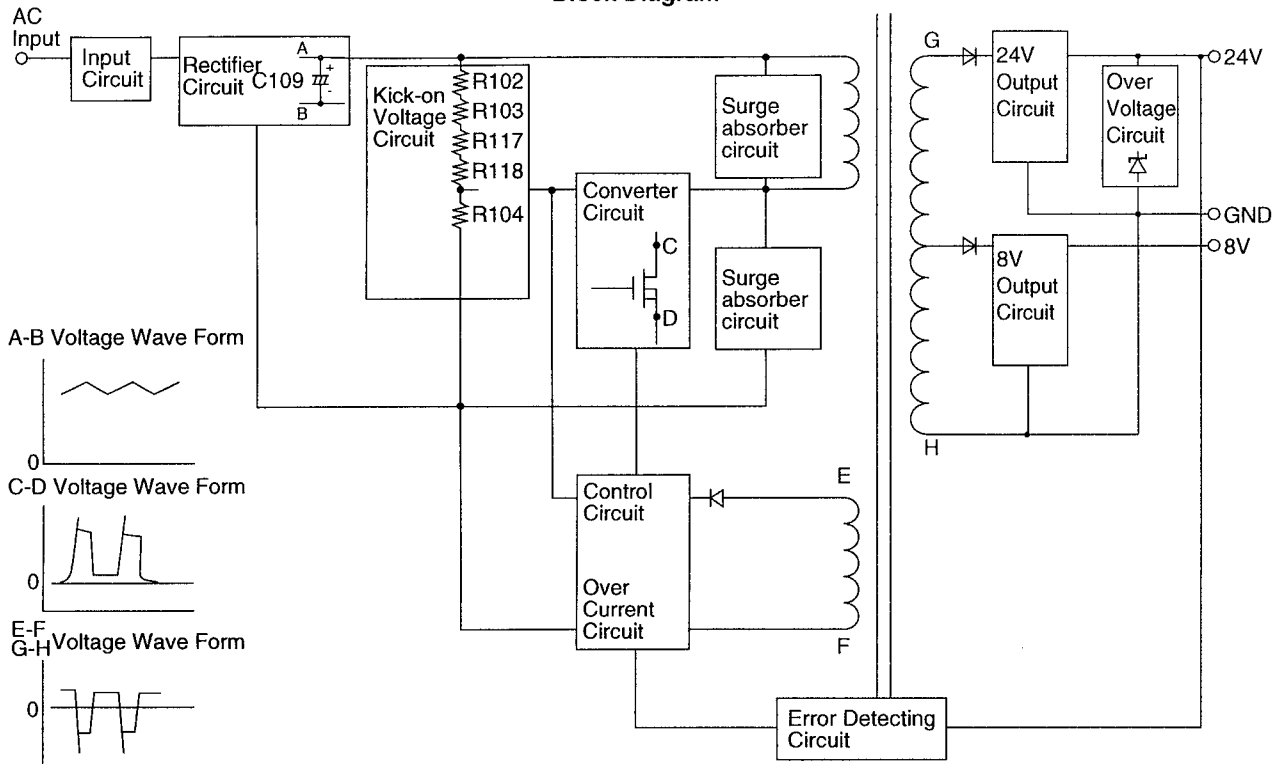 Block Diagram
AC
Input
Input
Circuit
Rectifier
Circuit
C109
A
+
-
B
Kick-on
Voltage
Circuit
R102
R103
R117
R118
R104
Converter
Circuit
C
D
Surge
absorber
circuit
Surge
absorber
circuit
G
H
24V
Output
Circuit
Over
Voltage
Circuit
24V
GND
8V
8V
Output
Circuit
A-B Voltage Wave Form
0
C-D Voltage Wave Form
0
E-F
G-H Voltage Wave Form
0
Control
Circuit
Over
Current
Circuit
E
F
Error Detecting
Circuit